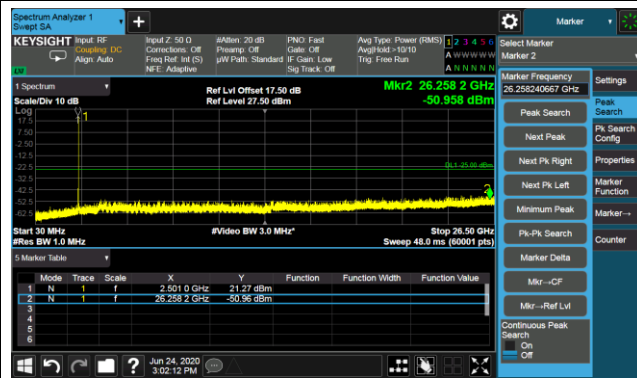 Spectrum Analyzer 1
Swept SA
Marker
KEYSIGHT
Input: RF
Coupling: DC
Align: Auto
Input Z: 50 Ω
Corrections: Off
Freq Ref: Int (S)
NFE: Adaptive
#Atten: 20 dB
Preamp: Off
µW Path: Standard
PNO: Fast
Gate: Off
IF Gain: Low
Sig Track: Off
Avg Type: Power (RMS)
Avg|Hold:>10/10
Trig: Free Run
1 2 3 4 5 6
A W W W W W
A N N N N N
Select Marker
Marker 2
1 Spectrum
Scale/Div 10 dB
Log
Ref Lvl Offset 17.50 dB
Ref Level 27.50 dBm
Mkr2 26.258 2 GHz
-50.958 dBm
17.5
7.50
-2.50
-12.5
-22.5
-32.5
-42.5
-52.5
-62.5
1
DL1 -25.00 dBm
2
Start 30 MHz
#Res BW 1.0 MHz
#Video BW 3.0 MHz*
Stop 26.50 GHz
Sweep 48.0 ms (60001 pts)
5 Marker Table
Mode Trace Scale X Y Function Function Width Function Value
1 N 1 f 2.501 0 GHz 21.27 dBm
2 N 1 f 26.258 2 GHz -50.96 dBm
3
4
5
6
Marker Frequency
26.258240667 GHz
Peak Search
Next Peak
Next Pk Right
Next Pk Left
Minimum Peak
Pk-Pk Search
Marker Delta
Mkr→CF
Mkr→Ref Lvl
Continuous Peak
Search
On
Off
Settings
Peak
Search
Pk Search
Config
Properties
Marker
Function
Marker→
Counter
Jun 24, 2020
3:02:12 PM